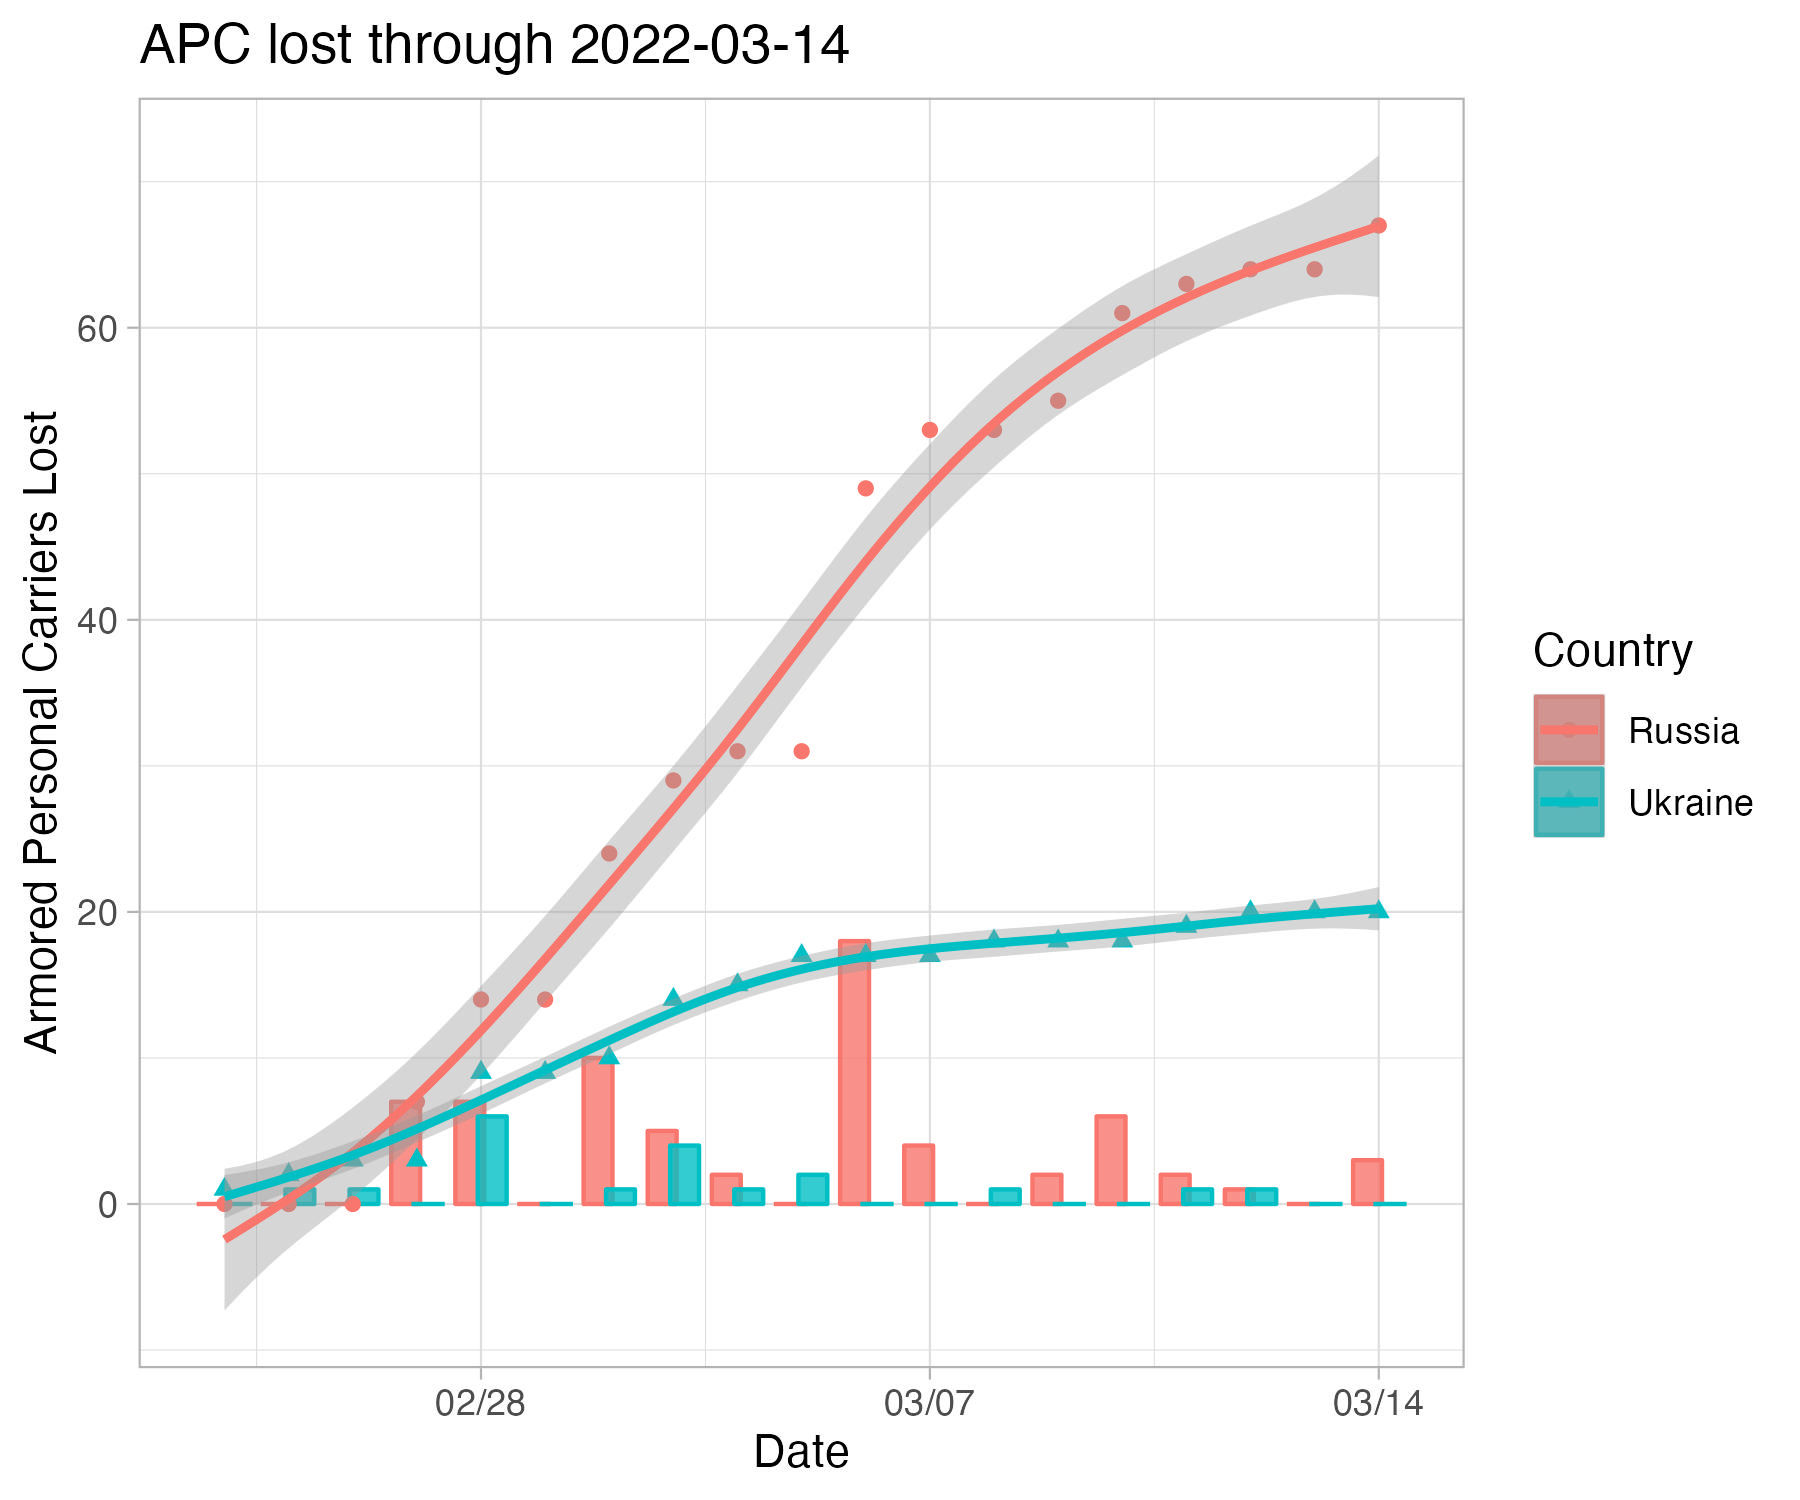 APC lost through 2022-03-14
Armored Personal Carriers Lost
60
40
20
0
02/28
03/07
03/14
Date
Country
Russia
Ukraine